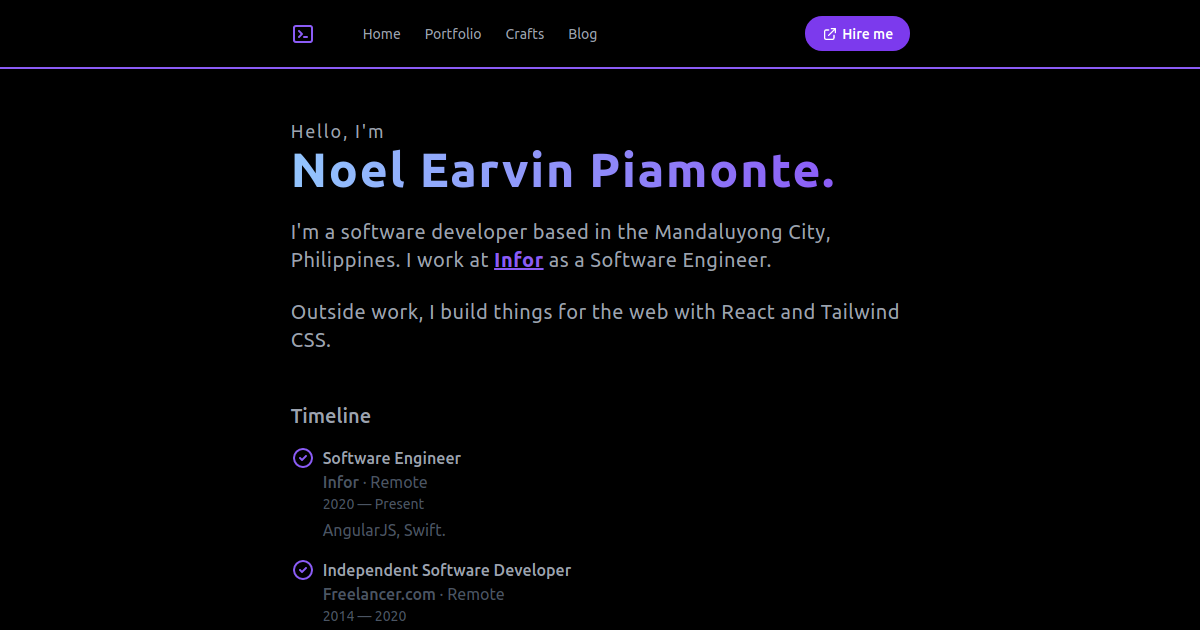 Home Portfolio Crafts Blog Hire me
Hello, I'm
Noel Earvin Piamonte.
I'm a software developer based in the Mandaluyong City,
Philippines. I work at Infor as a Software Engineer.
Outside work, I build things for the web with React and Tailwind
CSS.
Timeline
Software Engineer
Infor · Remote
2020 — Present
AngularJS, Swift.
Independent Software Developer
Freelancer.com · Remote
2014 — 2020